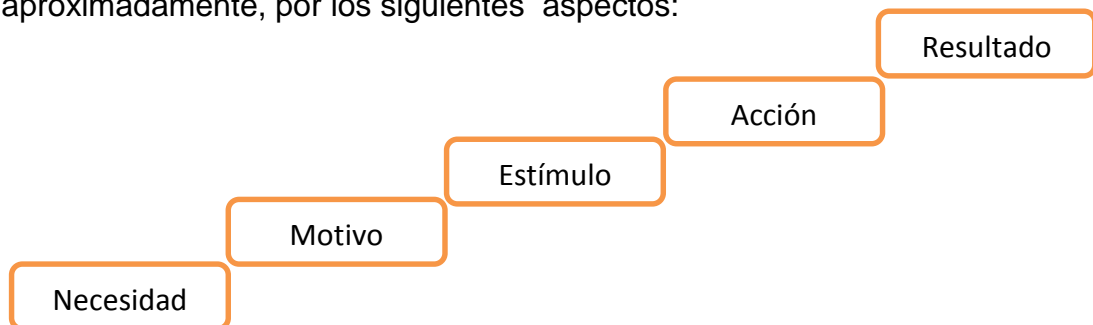 aproximadamente, por los siguientes aspectos:
Resultado
Acción
Estímulo
Motivo
Necesidad